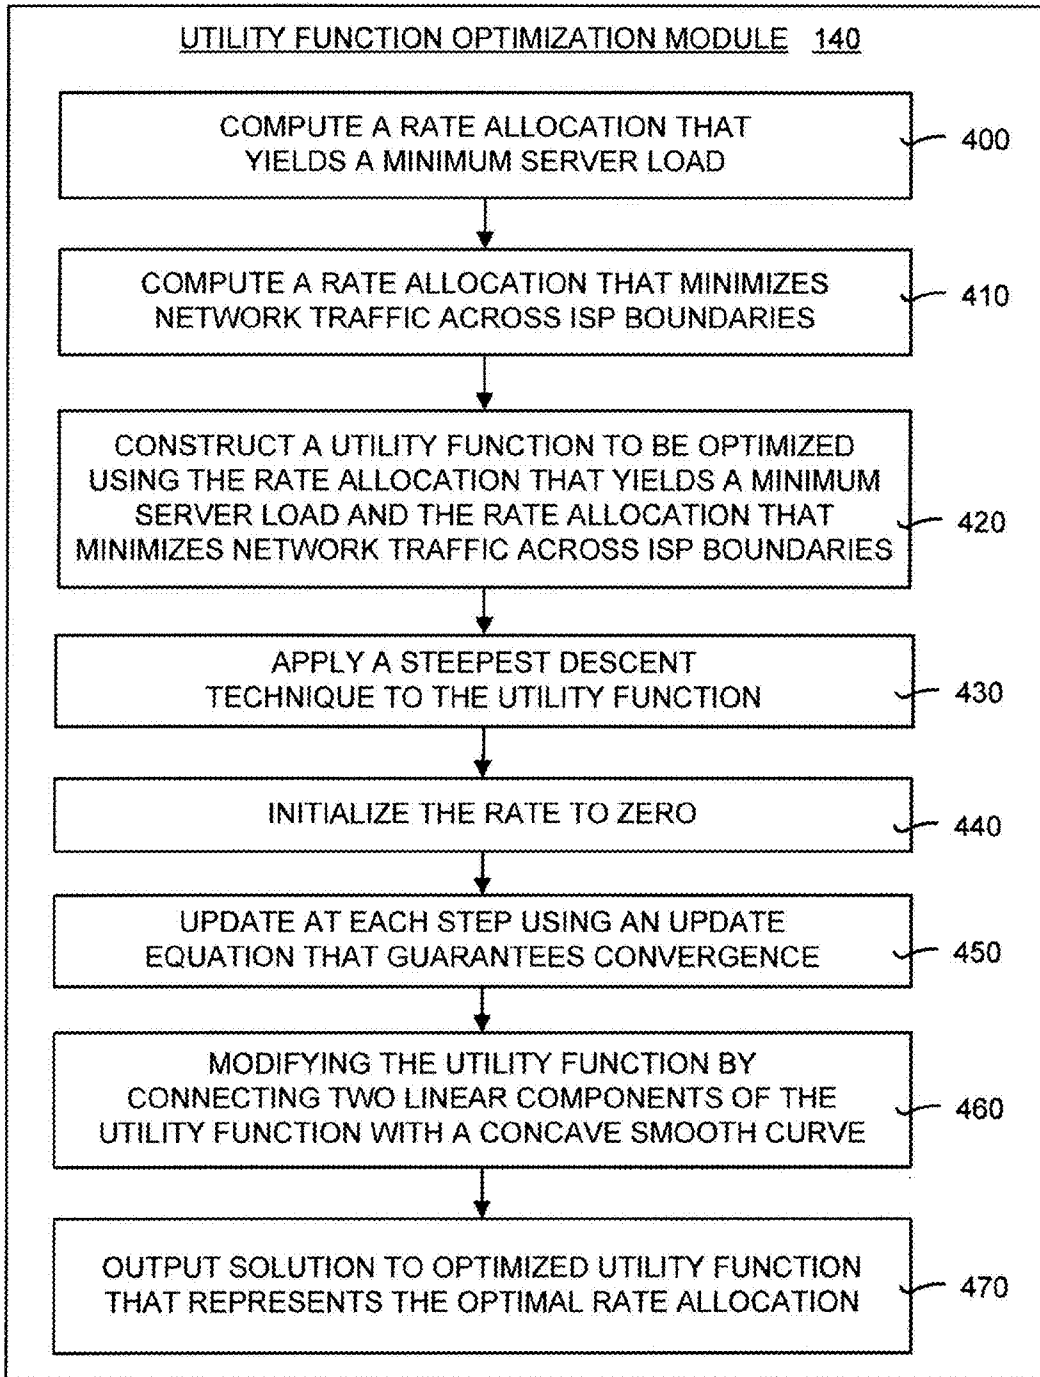 UTILITY FUNCTION OPTIMIZATION MODULE 140
COMPUTE A RATE ALLOCATION THAT
YIELDS A MINIMUM SERVER LOAD
400
COMPUTE A RATE ALLOCATION THAT MINIMIZES
NETWORK TRAFFIC ACROSS ISP BOUNDARIES
410
CONSTRUCT A UTILITY FUNCTION TO BE OPTIMIZED
USING THE RATE ALLOCATION THAT YIELDS A MINIMUM
SERVER LOAD AND THE RATE ALLOCATION THAT
MINIMIZES NETWORK TRAFFIC ACROSS ISP BOUNDARIES
420
APPLY A STEEPEST DESCENT
TECHNIQUE TO THE UTILITY FUNCTION
430
INITIALIZE THE RATE TO ZERO
440
UPDATE AT EACH STEP USING AN UPDATE
EQUATION THAT GUARANTEES CONVERGENCE
450
MODIFYING THE UTILITY FUNCTION BY
CONNECTING TWO LINEAR COMPONENTS OF THE
UTILITY FUNCTION WITH A CONCAVE SMOOTH CURVE
460
OUTPUT SOLUTION TO OPTIMIZED UTILITY FUNCTION
THAT REPRESENTS THE OPTIMAL RATE ALLOCATION
470